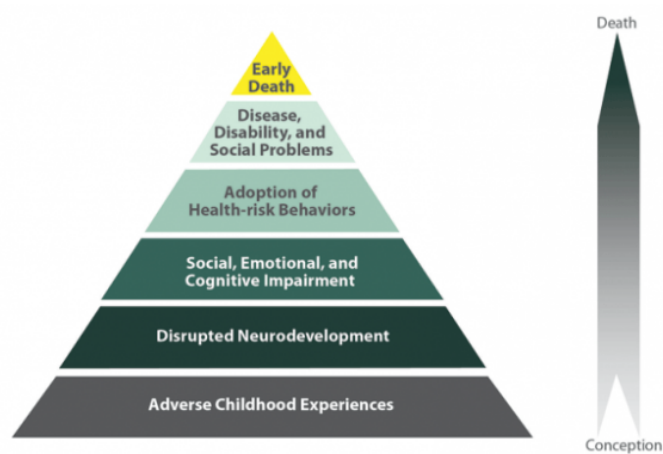 Death
Early
Death
Disease,
Disability, and
Social Problems
Adoption of
Health-risk Behaviors
Social, Emotional, and
Cognitive Impairment
Disrupted Neurodevelopment
Adverse Childhood Experiences
Conception